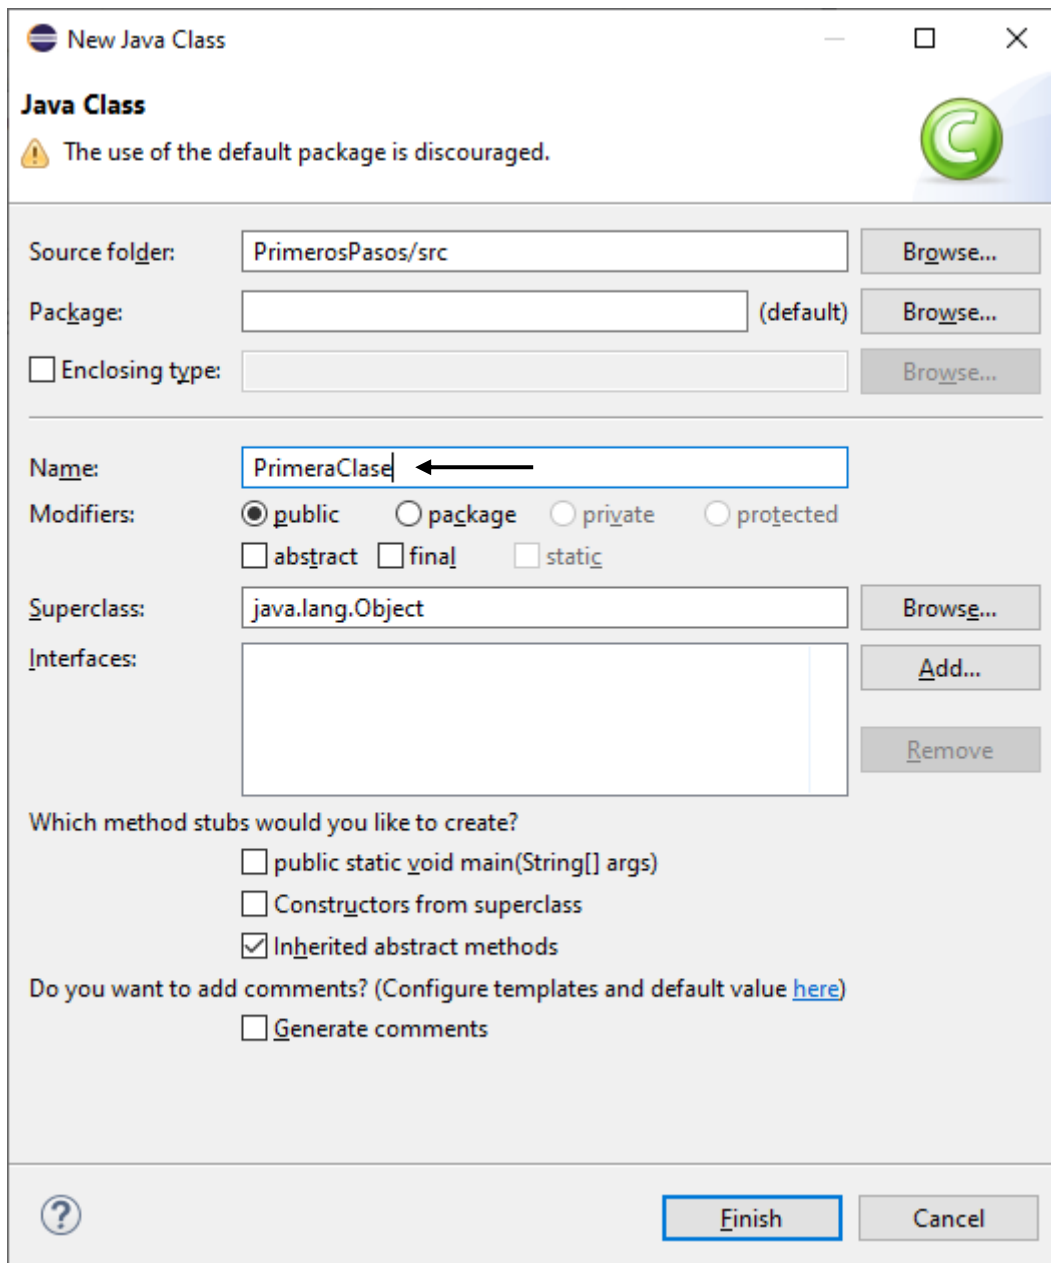 New Java Class
Java Class
The use of the default package is discouraged.
Source folder: PrimerosPasos/src Browse...
Package: (default) Browse...
Enclosing type: Browse...
Name: PrimeraClase
Modifiers: public package private protected
abstract final static
Superclass: java.lang.Object Browse...
Interfaces: Add...
Remove
Which method stubs would you like to create?
public static void main(String[] args)
Constructors from superclass
Inherited abstract methods
Do you want to add comments? (Configure templates and default value here)
Generate comments
? Finish Cancel